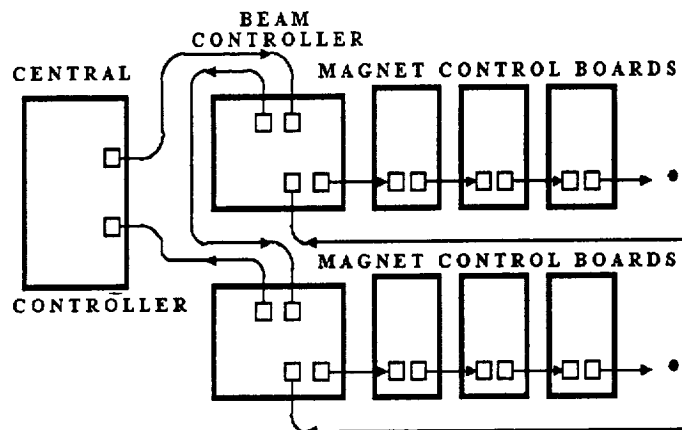 BEAM
CONTROLLER
CENTRAL
MAGNET CONTROL BOARDS
MAGNET CONTROL BOARDS
CONTROLLER